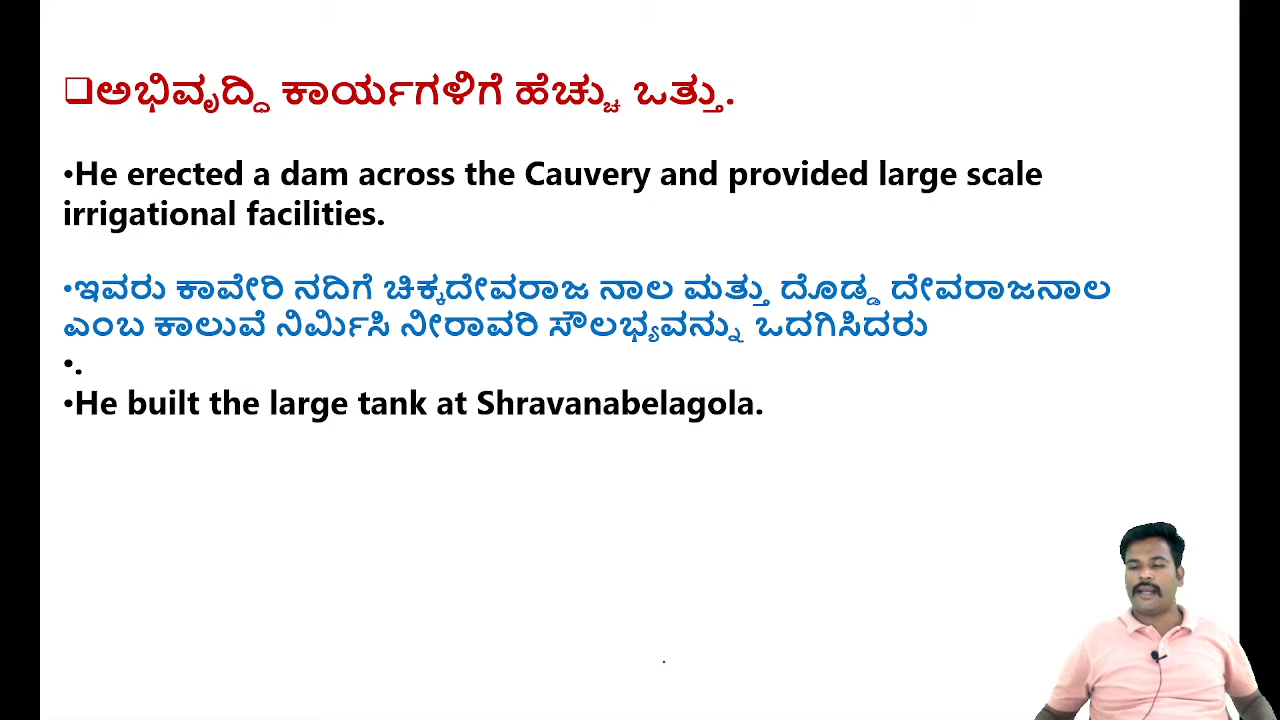 ❑ಅಭಿವೃದ್ಧಿ ಕಾರ್ಯಗಳಿಗೆ ಹೆಚ್ಚು ಒತ್ತು.
•He erected a dam across the Cauvery and provided large scale
irrigational facilities.
•ಇವರು ಕಾವೇರಿ ನದಿಗೆ ಚಿಕ್ಕದೇವರಾಜ ನಾಲ ಮತ್ತು ದೊಡ್ಡ ದೇವರಾಜನಾಲ
ಎಂಬ ಕಾಲುವೆ ನಿರ್ಮಿಸಿ ನೀರಾವರಿ ಸೌಲಭ್ಯವನ್ನು ಒದಗಿಸಿದರು
•.
•He built the large tank at Shravanabelagola.
.